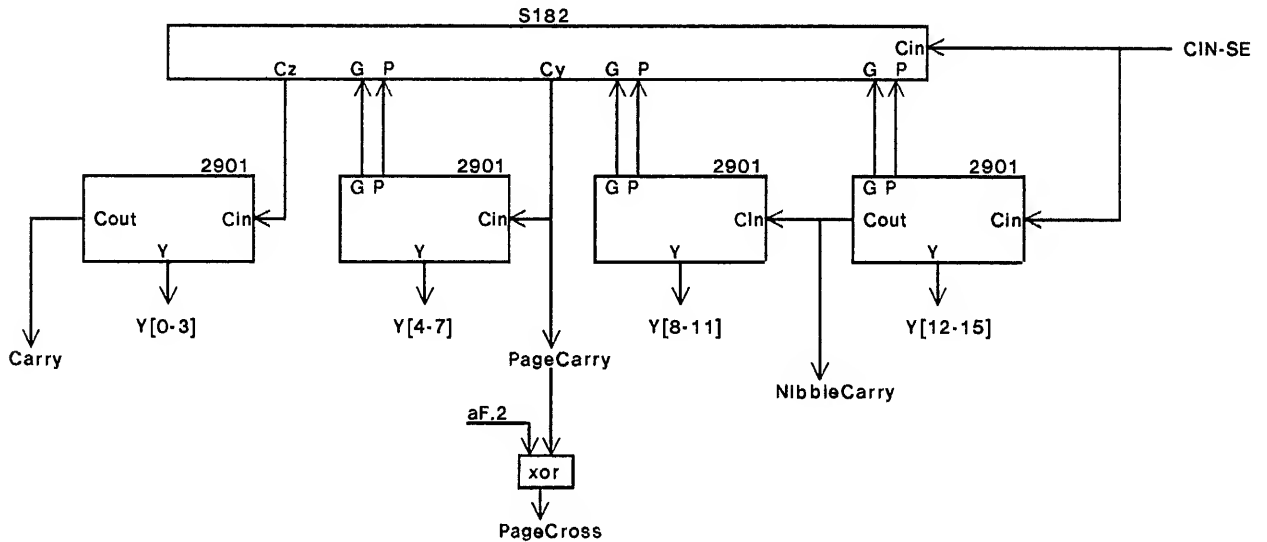 S182
Cin
CIN-SE
Cz G P Cy G P G P
2901 2901 2901 2901
G P G P G P
Cout Cin Cin Cin Cout Cin
Y Y Y Y
Y[0-3] Y[4-7] Y[8-11] Y[12-15]
Carry PageCarry
NibbleCarry
aF.2
xor
PageCross